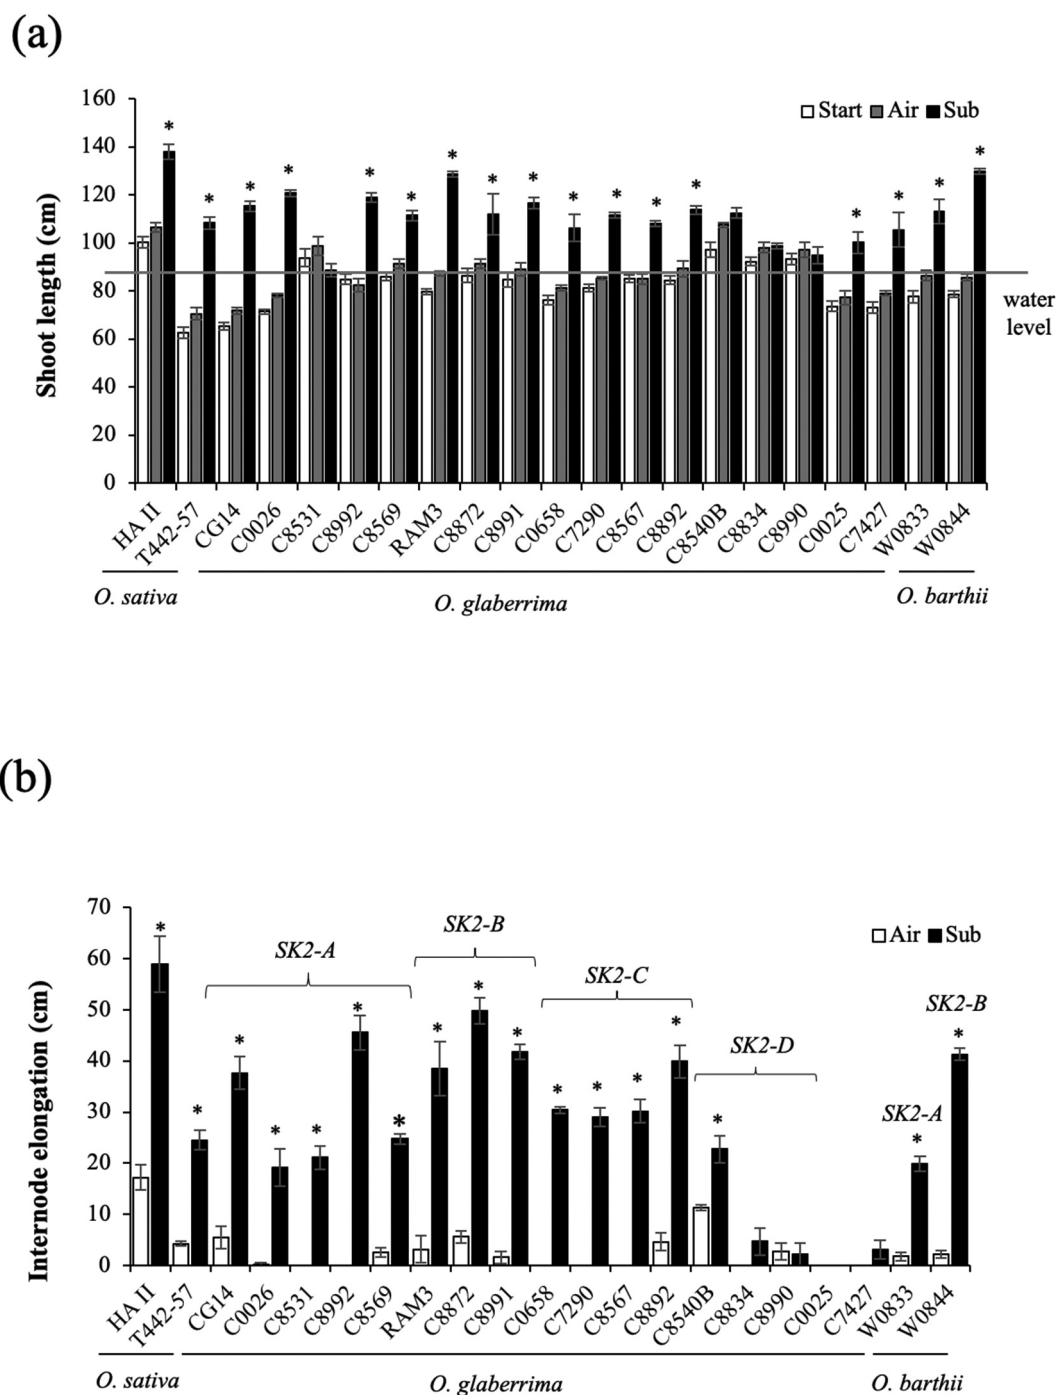 (a)
160
140
120
100
80
60
40
20
0
Shoot length (cm)
Start Air Sub
* * * * * * * * * * * * * * * * *
water
level
HA II T442-57 CG14 C0026 C8531 C8992 C8569 RAM3 C8872 C8991 C0658 C7290 C8567 C8892 C8540B C8834 C8990 C0025 C7427 W0833 W0844
O. sativa O. glaberrima O. barthii
(b)
70
60
50
40
30
20
10
0
Internode elongation (cm)
Air Sub
SK2-A SK2-B SK2-C SK2-D SK2-A SK2-B
* * * * * * * * * * * * * * * * *
HA II T442-57 CG14 C0026 C8531 C8992 C8569 RAM3 C8872 C8991 C0658 C7290 C8567 C8892 C8540B C8834 C8990 C0025 C7427 W0833 W0844
O. sativa O. glaberrima O. barthii